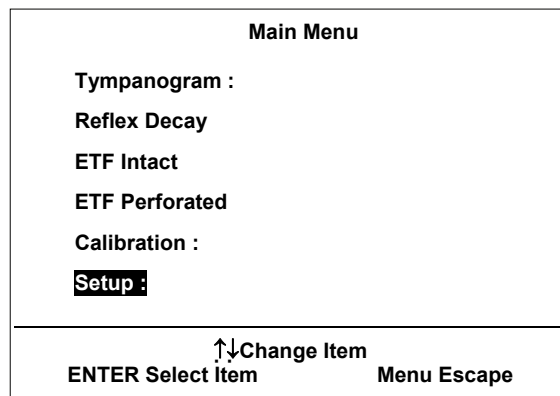 Main Menu
Tympanogram :
Reflex Decay
ETF Intact
ETF Perforated
Calibration :
Setup :
↑↓Change Item
ENTER Select Item Menu Escape